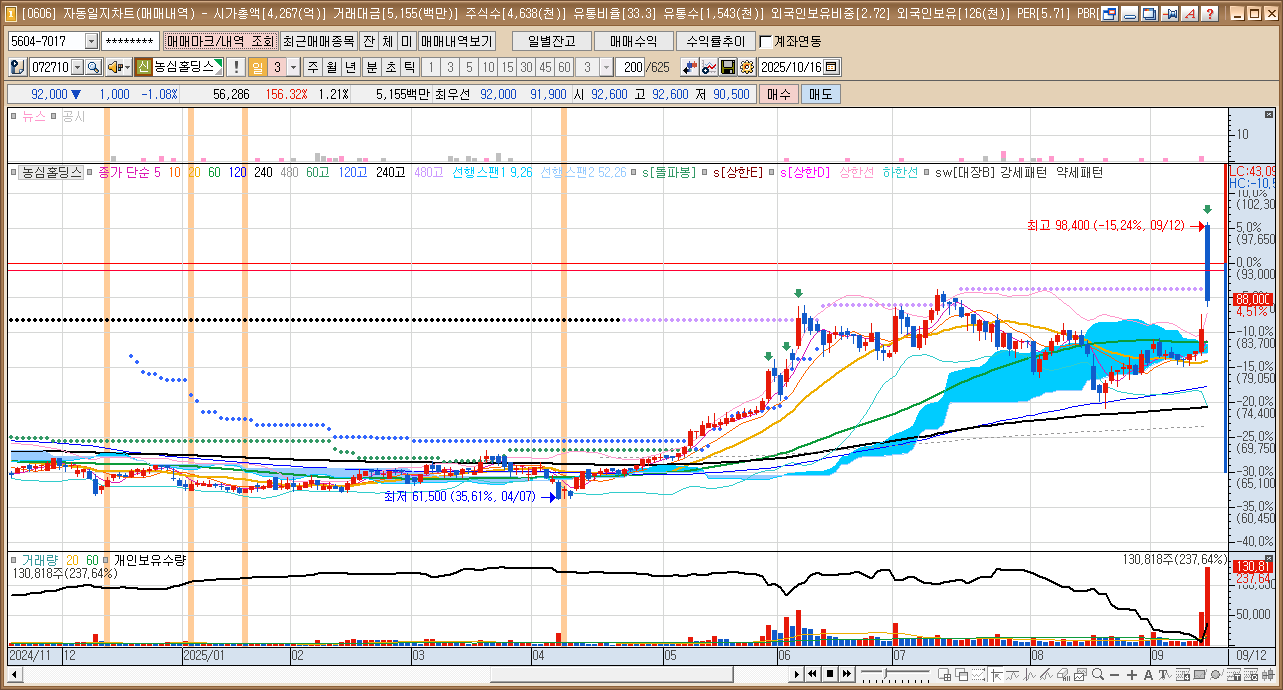 [0606] 자동일지차트(매매내역) - 시가총액[4,267(억)] 거래대금[5,155(백만)] 주식수[4,638(천)] 유통비율[33.3] 유통수[1,543(천)] 외국인보유비중[2.72] 외국인보유[126(천)] PER[5.71] PBR[
5604-7017 ******** 매매마크/내역 조회 최근매매종목 잔 체 미 매매내역보기 일별잔고 매매수익 수익률추이 계좌연동
072710 신 농심홀딩스 ! 일 3 주 월 년 분 초 틱 1 3 5 10 15 30 45 60 3 200 /625 2025/10/16
92,000 ▼ 1,000 -1.08% 56,286 156.32% 1.21% 5,155백만 최우선 92,000 91,900 시 92,600 고 92,600 저 90,500 매수 매도
뉴스 공시
10
농심홀딩스 종가 단순 5 10 20 60 120 240 480 60고 120고 240고 480고 선행스팬1 9,26 선행스팬2 52,26 s[돌파봉] s[상한E] s[상한D] 상한선 하한선 sw[대장B] 강세패턴 약세패턴
LC:43,09
HC:-10,5
10.0%
(102,30
최고 98,400 (-15,24%, 09/12)
5.0%
(97,650
0.0%
(93,000
88,000
4.51%
-10.0%
(83,700
-15.0%
(79,050
-20.0%
(74,400
-25.0%
(69,750
-30.0%
(65,100
최저 61,500 (35,61%, 04/07)
-35.0%
(60,450
-40.0%
거래량 20 60 개인보유수량
130,818주(237,64%)
130,818주(237,64%)
130,81
237,64
50,000
2024/11 12 2025/01 02 03 04 05 06 07 08 09 09/12